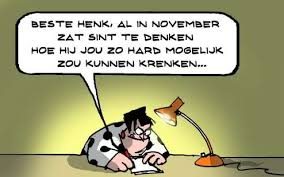 BESTE HENK, AL IN NOVEMBER
ZAT SINT TE DENKEN
HOE HIJ JOU ZO HARD MOGELIJK
ZOU KUNNEN KRENKEN...